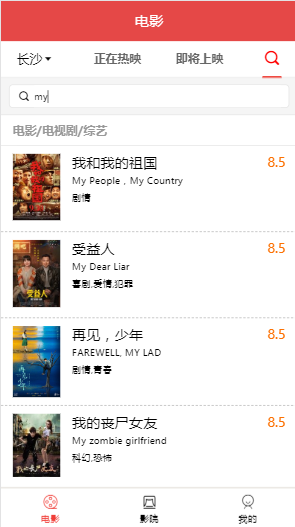 电影
长沙 正在热映 即将上映
my
电影/电视剧/综艺
我和我的祖国 8.5
My People，My Country
剧情
受益人 8.5
My Dear Liar
喜剧,爱情,犯罪
再见，少年 8.5
FAREWELL, MY LAD
剧情,青春
我的丧尸女友 8.5
My zombie girlfriend
科幻,恐怖
电影 影院 我的